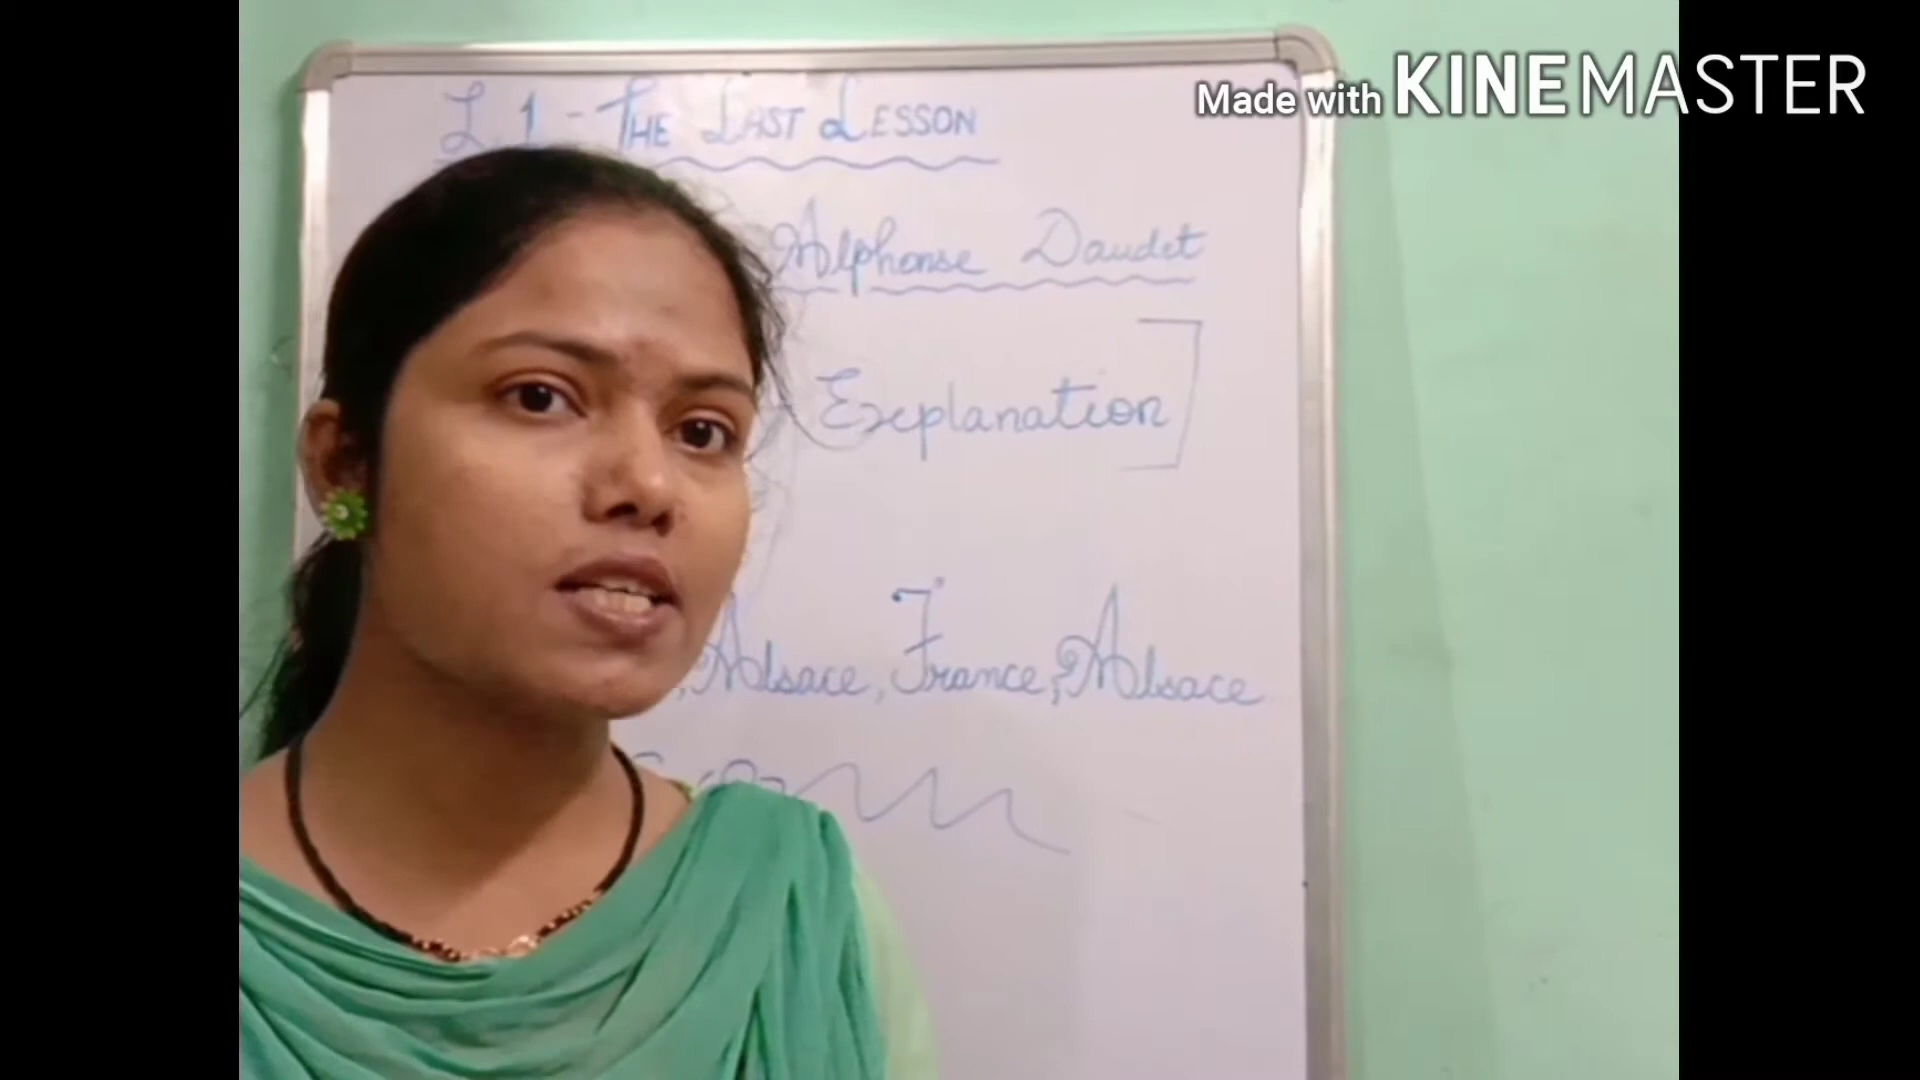 Made with KINEMASTER
L 1 - THE LAST LESSON
Alphonse Daudet
Explanation]
, Alsace, France, Alsace